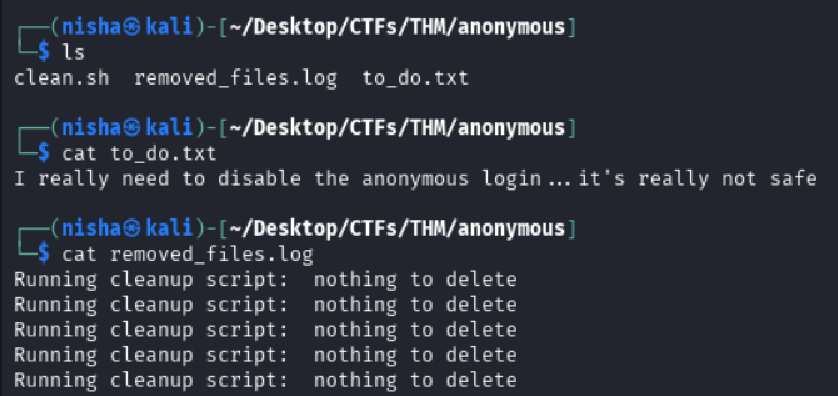 ┌──(nisha㉿kali)-[~/Desktop/CTFs/THM/anonymous]
└─$ ls
clean.sh  removed_files.log  to_do.txt

┌──(nisha㉿kali)-[~/Desktop/CTFs/THM/anonymous]
└─$ cat to_do.txt
I really need to disable the anonymous login...it's really not safe

┌──(nisha㉿kali)-[~/Desktop/CTFs/THM/anonymous]
└─$ cat removed_files.log
Running cleanup script:  nothing to delete
Running cleanup script:  nothing to delete
Running cleanup script:  nothing to delete
Running cleanup script:  nothing to delete
Running cleanup script:  nothing to delete